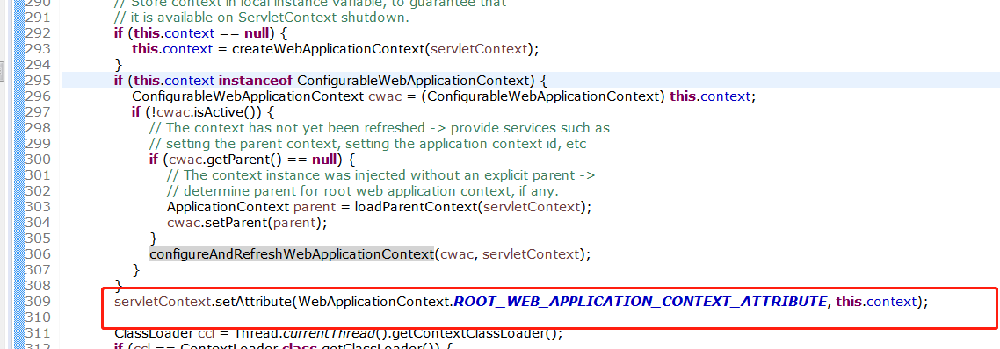 290 // Store context in local instance variable, to guarantee that
291 // it is available on ServletContext shutdown.
292 if (this.context == null) {
293 this.context = createWebApplicationContext(servletContext);
294 }
295 if (this.context instanceof ConfigurableWebApplicationContext) {
296 ConfigurableWebApplicationContext cwac = (ConfigurableWebApplicationContext) this.context;
297 if (!cwac.isActive()) {
298 // The context has not yet been refreshed -> provide services such as
299 // setting the parent context, setting the application context id, etc
300 if (cwac.getParent() == null) {
301 // The context instance was injected without an explicit parent ->
302 // determine parent for root web application context, if any.
303 ApplicationContext parent = loadParentContext(servletContext);
304 cwac.setParent(parent);
305 }
306 configureAndRefreshWebApplicationContext(cwac, servletContext);
307 }
308 }
309 servletContext.setAttribute(WebApplicationContext.ROOT_WEB_APPLICATION_CONTEXT_ATTRIBUTE, this.context);
310
311 ClassLoader ccl = Thread.currentThread().getContextClassLoader();
312 if (ccl == ContextLoader.class.getClassLoader()) {